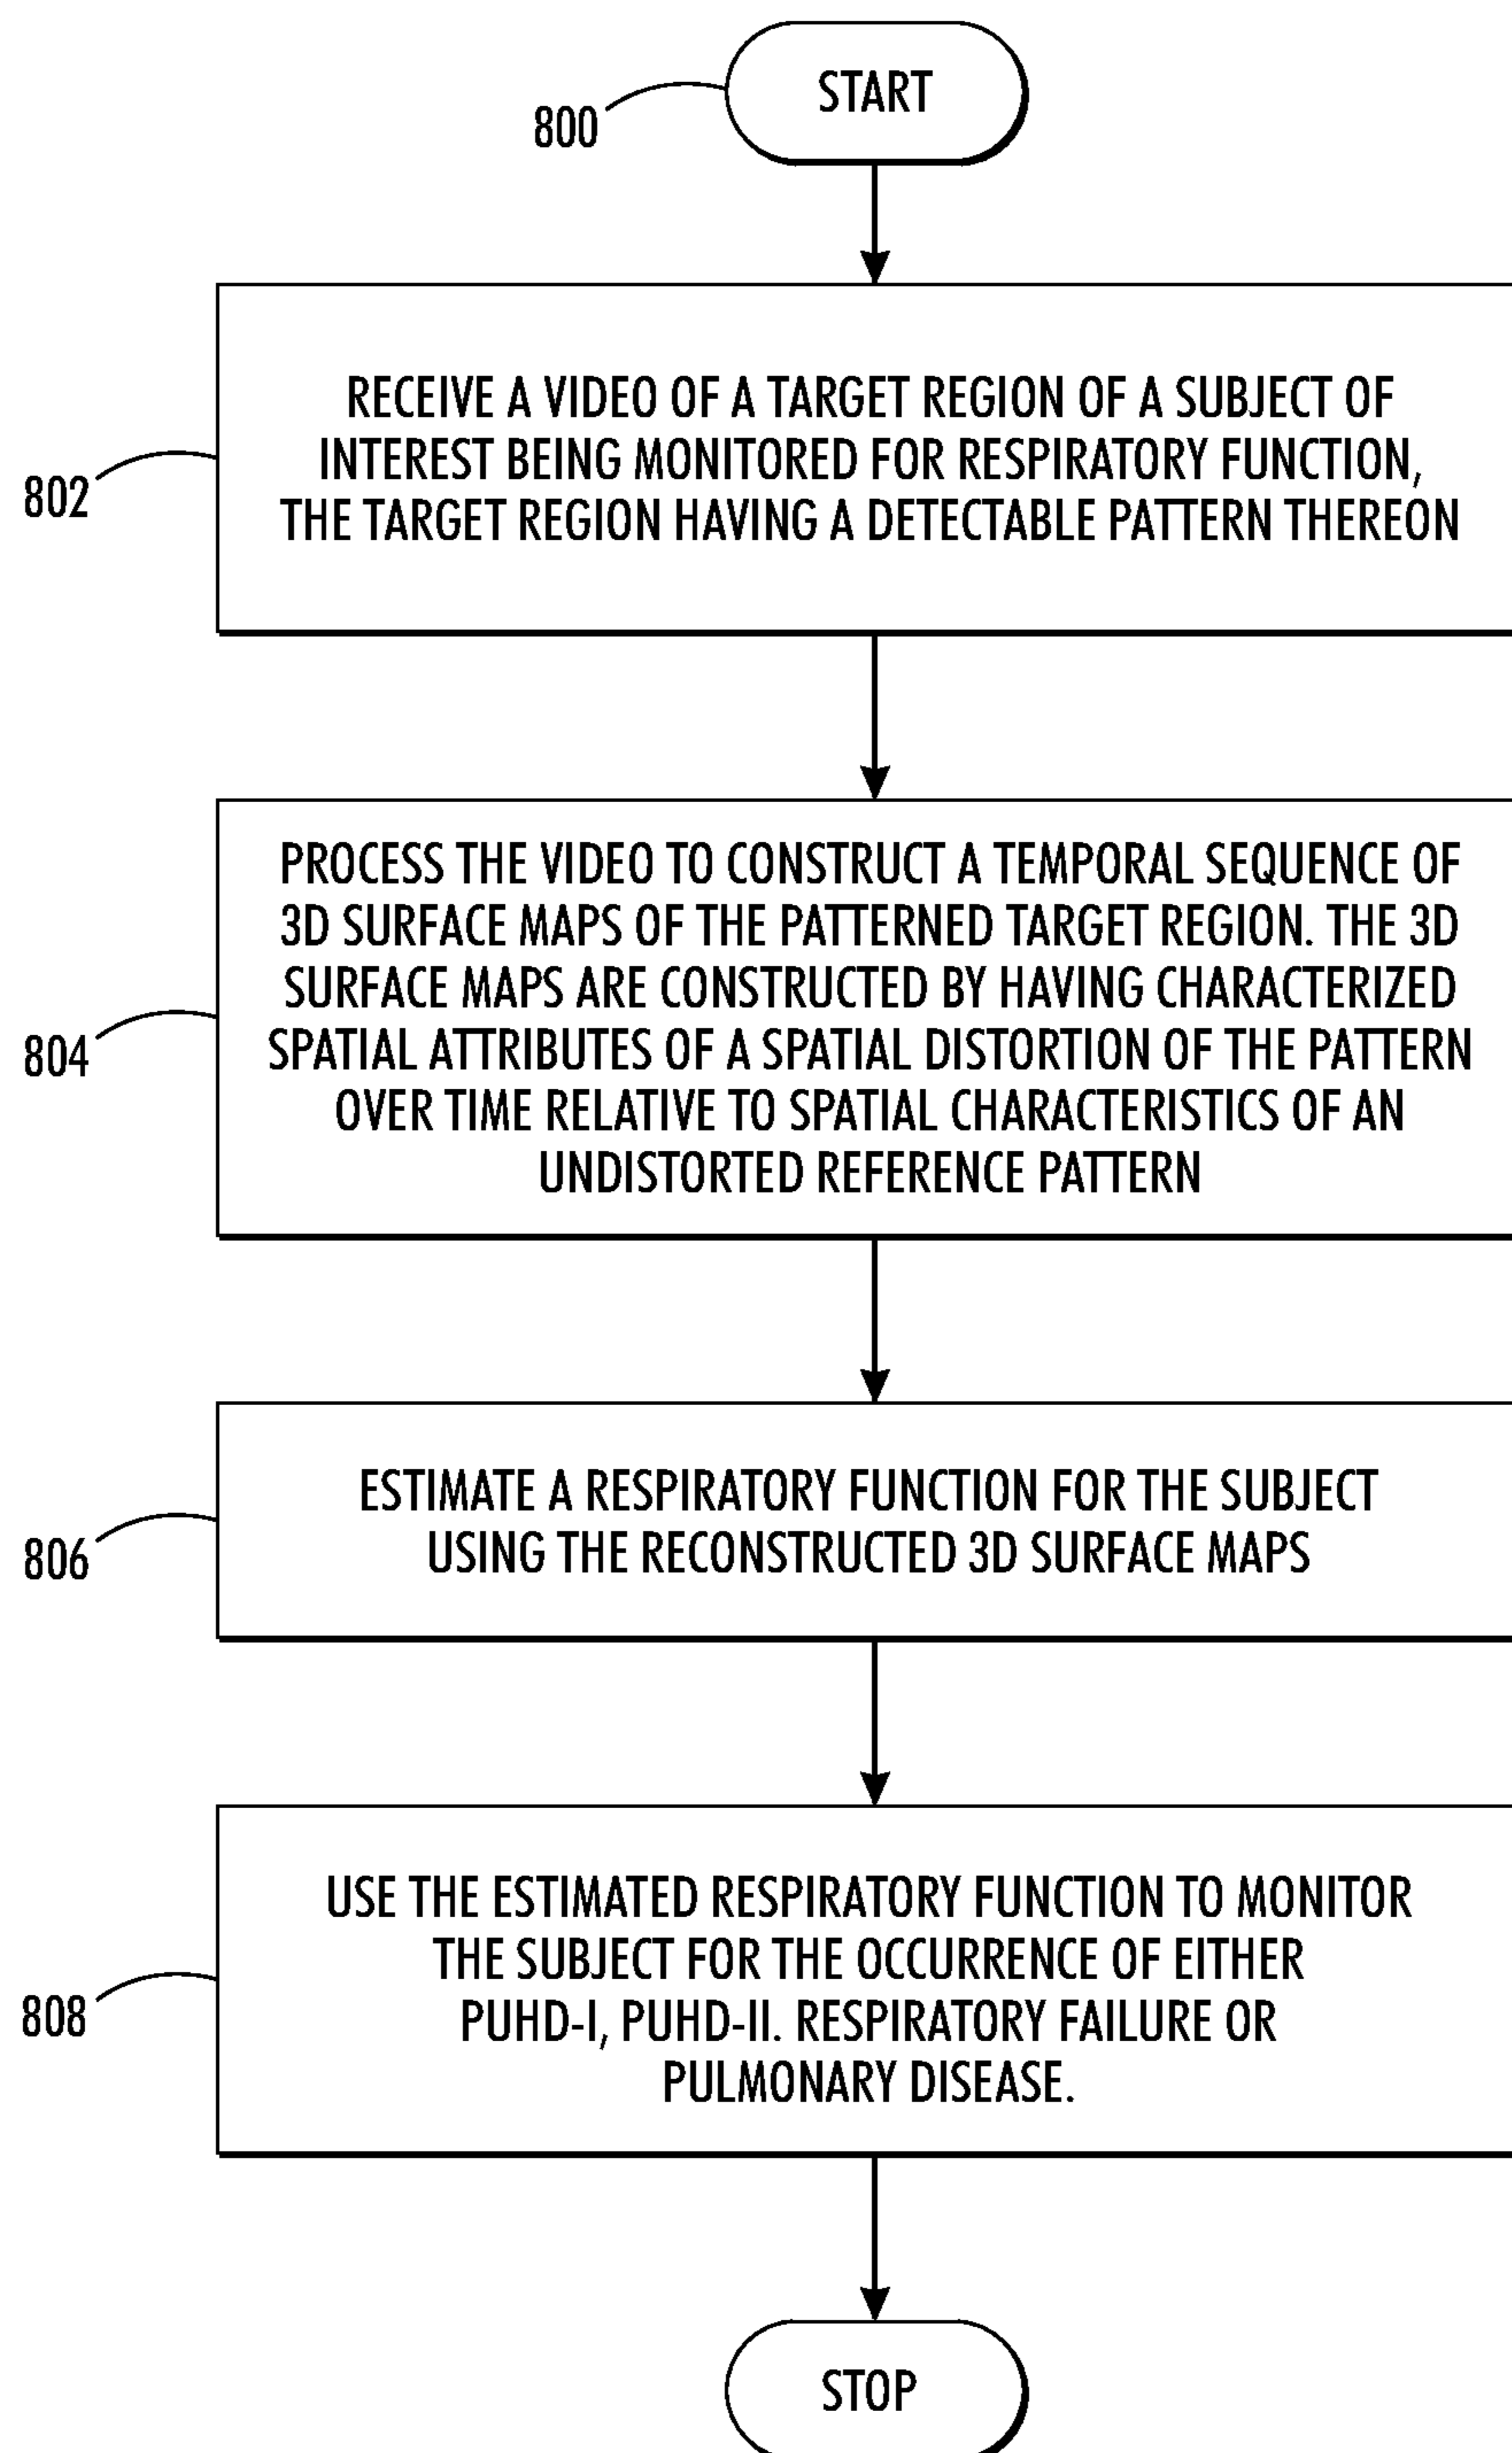 START
800
RECEIVE A VIDEO OF A TARGET REGION OF A SUBJECT OF
INTEREST BEING MONITORED FOR RESPIRATORY FUNCTION,
THE TARGET REGION HAVING A DETECTABLE PATTERN THEREON
802
PROCESS THE VIDEO TO CONSTRUCT A TEMPORAL SEQUENCE OF
3D SURFACE MAPS OF THE PATTERNED TARGET REGION. THE 3D
SURFACE MAPS ARE CONSTRUCTED BY HAVING CHARACTERIZED
SPATIAL ATTRIBUTES OF A SPATIAL DISTORTION OF THE PATTERN
OVER TIME RELATIVE TO SPATIAL CHARACTERISTICS OF AN
UNDISTORTED REFERENCE PATTERN
804
ESTIMATE A RESPIRATORY FUNCTION FOR THE SUBJECT
USING THE RECONSTRUCTED 3D SURFACE MAPS
806
USE THE ESTIMATED RESPIRATORY FUNCTION TO MONITOR
THE SUBJECT FOR THE OCCURRENCE OF EITHER
PUHD-I, PUHD-II. RESPIRATORY FAILURE OR
PULMONARY DISEASE.
808
STOP